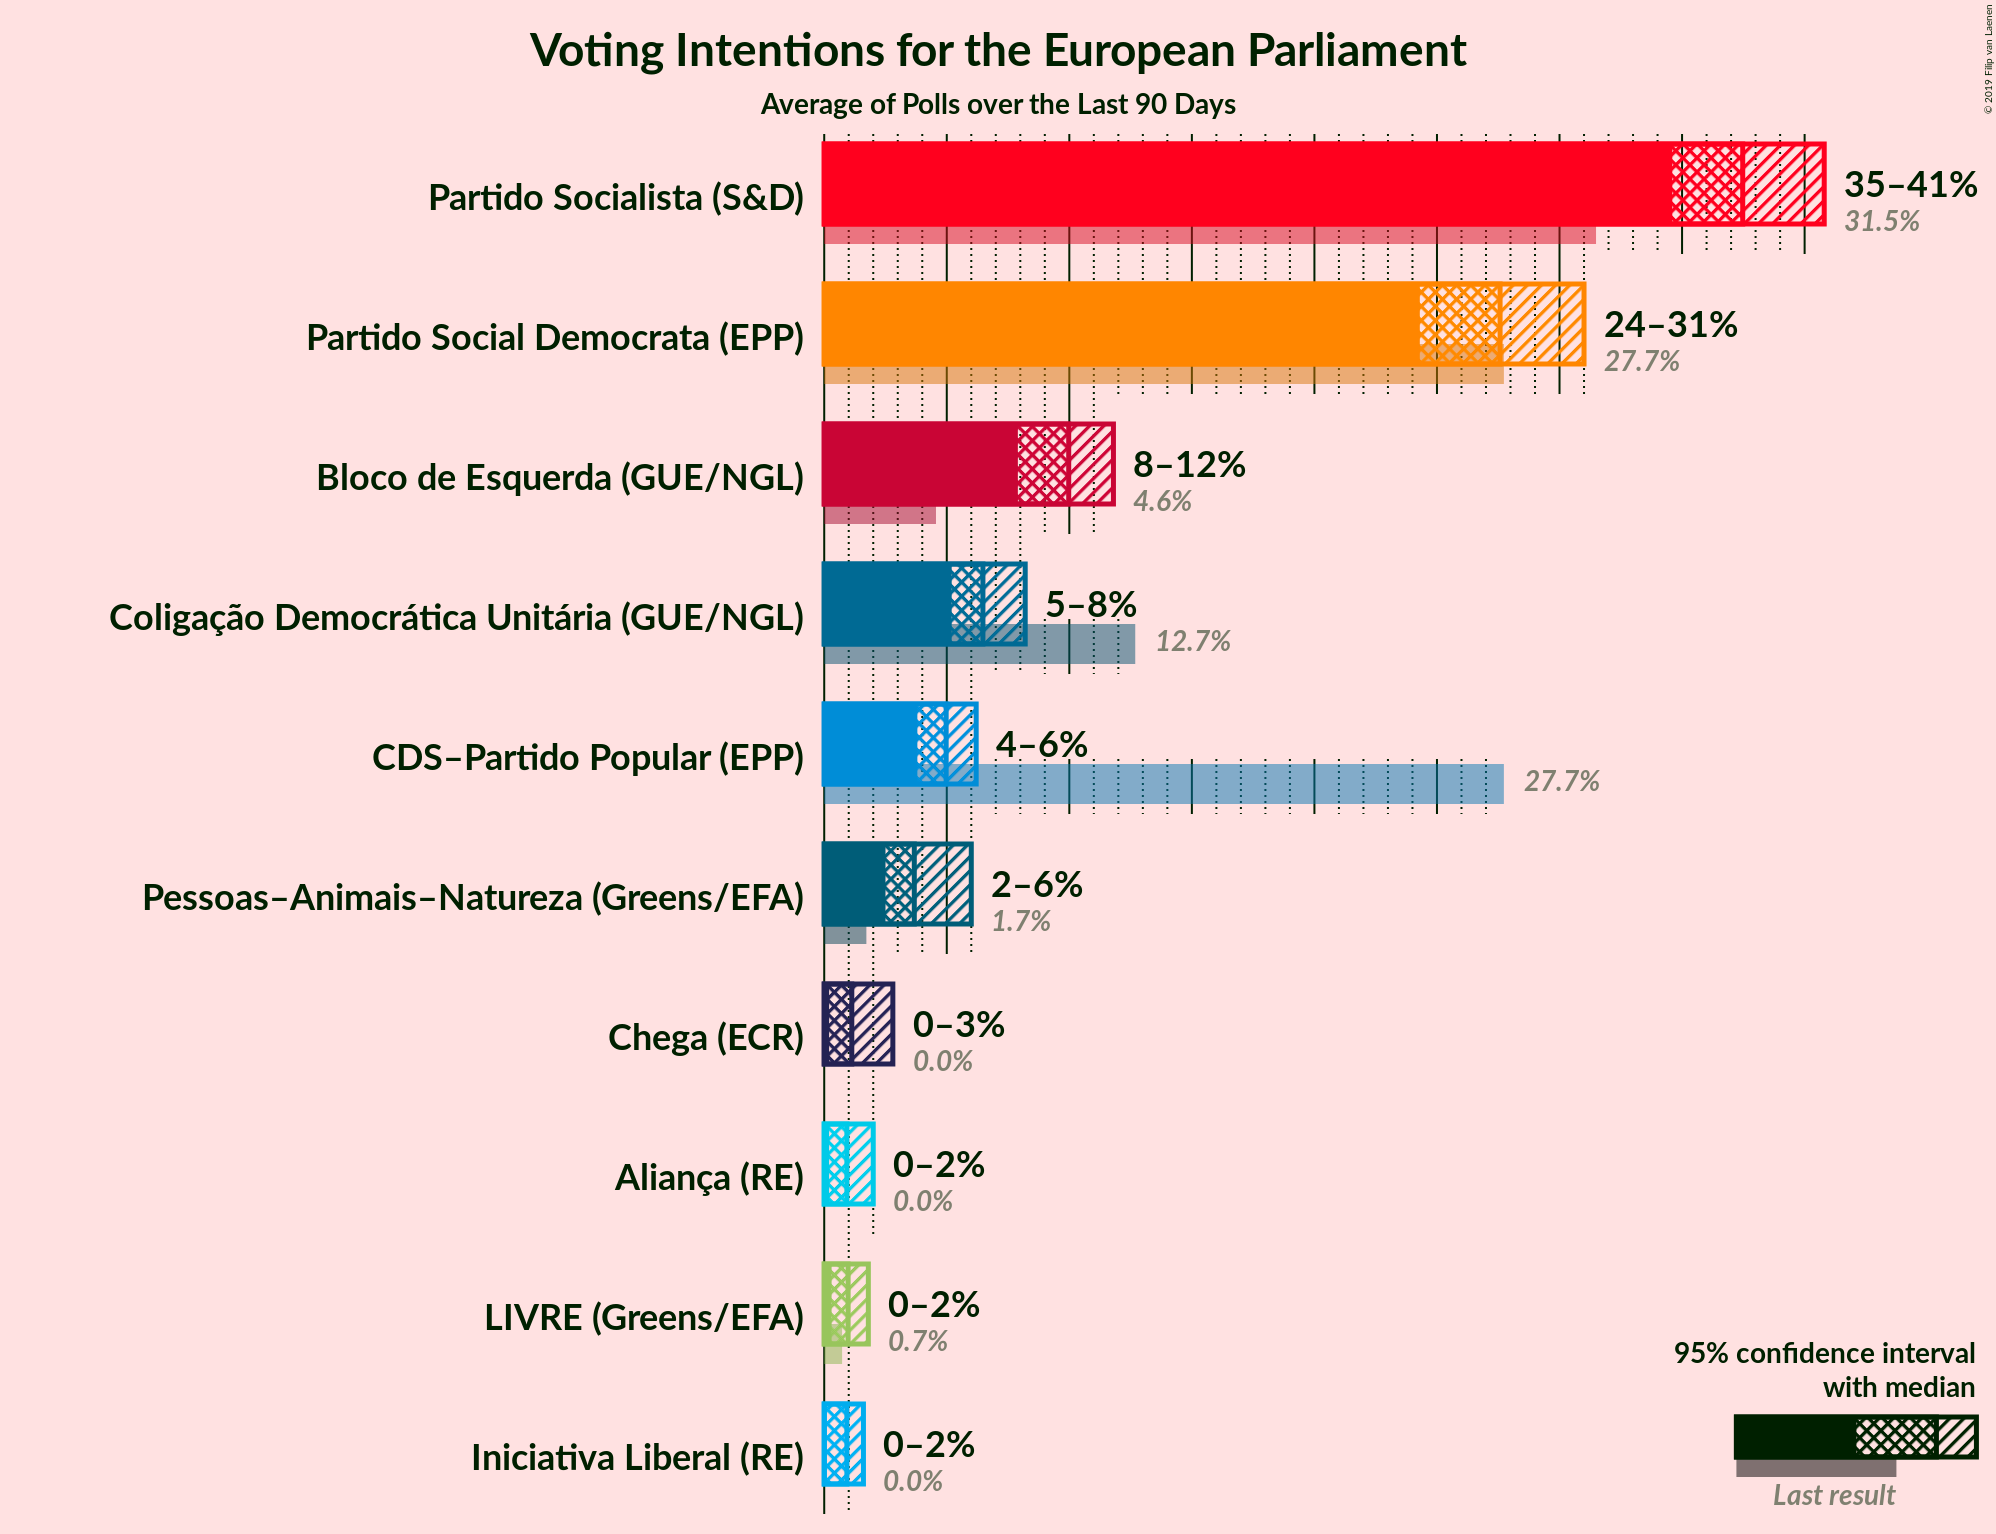 Voting Intentions for the European Parliament
Average of Polls over the Last 90 Days
© 2019 Filip van Laenen
Partido Socialista (S&D)
35–41%
31.5%
Partido Social Democrata (EPP)
24–31%
27.7%
Bloco de Esquerda (GUE/NGL)
8–12%
4.6%
Coligação Democrática Unitária (GUE/NGL)
5–8%
12.7%
CDS–Partido Popular (EPP)
4–6%
27.7%
Pessoas–Animais–Natureza (Greens/EFA)
2–6%
1.7%
Chega (ECR)
0–3%
0.0%
Aliança (RE)
0–2%
0.0%
LIVRE (Greens/EFA)
0–2%
0.7%
Iniciativa Liberal (RE)
0–2%
0.0%
95% confidence interval
with median
Last result